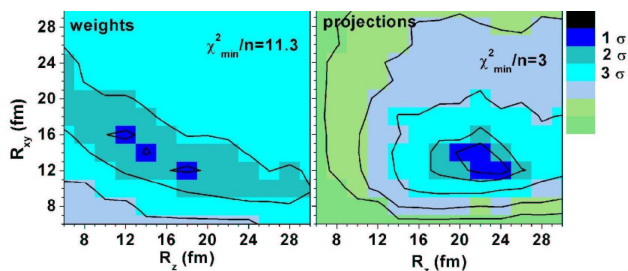 weights
χ²min/n=11.3
projections
χ²min/n=3
1 σ
2 σ
3 σ
Rxy (fm)
30
28
24
20
16
12
8
8 12 16 20 24 28
8 12 16 20 24 28
Rz (fm)
(fm)